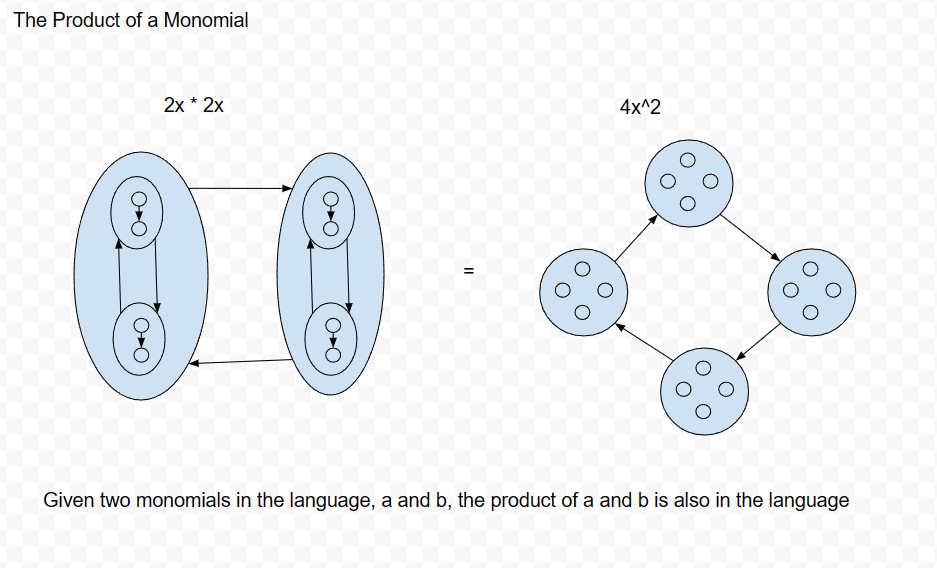 The Product of a Monomial
2x * 2x
4x^2
=
Given two monomials in the language, a and b, the product of a and b is also in the language